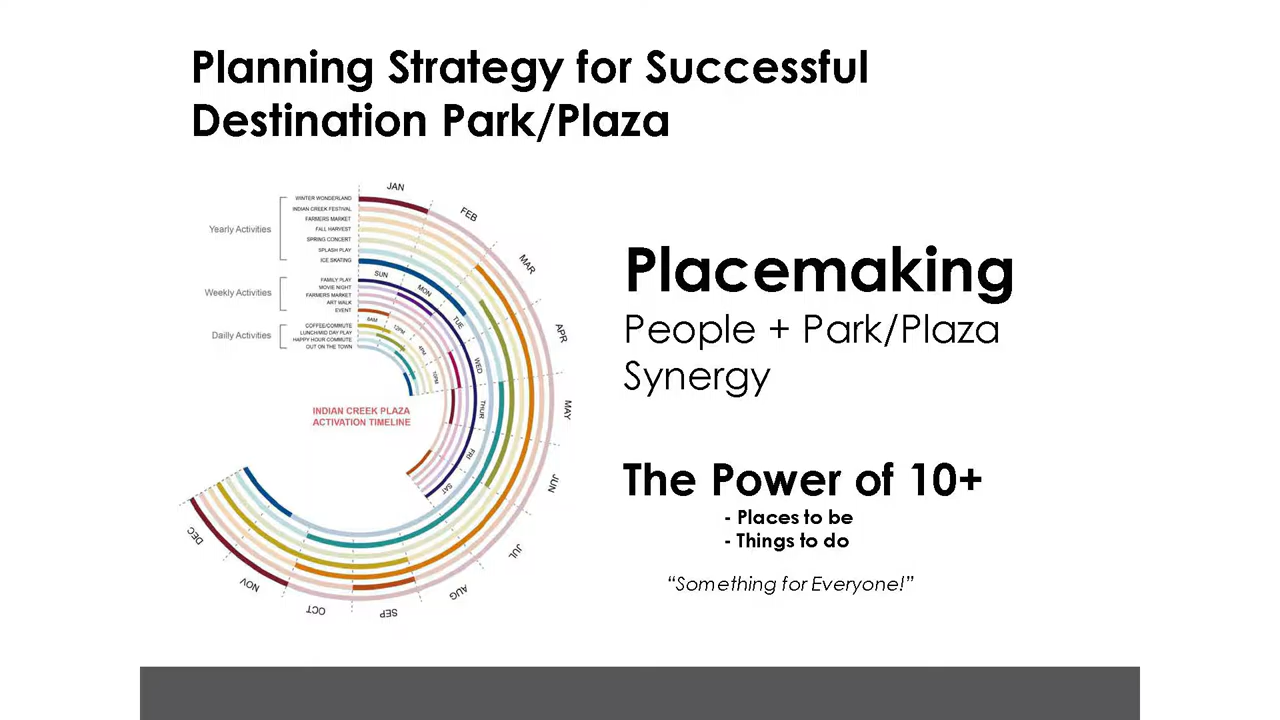 Planning Strategy for Successful
Destination Park/Plaza
JAN
FEB
MAR
APR
MAY
JUN
JUL
AUG
SEP
OCT
NOV
DEC
Yearly Activities
WINTER WONDERLAND
INDIAN CREEK FESTIVAL
FARMERS MARKET
FALL HARVEST
SPRING CONCERT
SPLASH PLAY
ICE SKATING
SUN
MON
TUE
WED
THUR
FRI
SAT
Weekly Activities
FAMILY PLAY
MOVIE NIGHT
FARMERS MARKET
ART WALK
EVENT
Dailly Activities
COFFEE/COMMUTE
LUNCH/MID DAY PLAY
HAPPY HOUR COMMUTE
OUT ON THE TOWN
12PM
4PM
10PM
INDIAN CREEK PLAZA
ACTIVATION TIMELINE
Placemaking
People + Park/Plaza
Synergy
The Power of 10+
- Places to be
- Things to do
“Something for Everyone!”